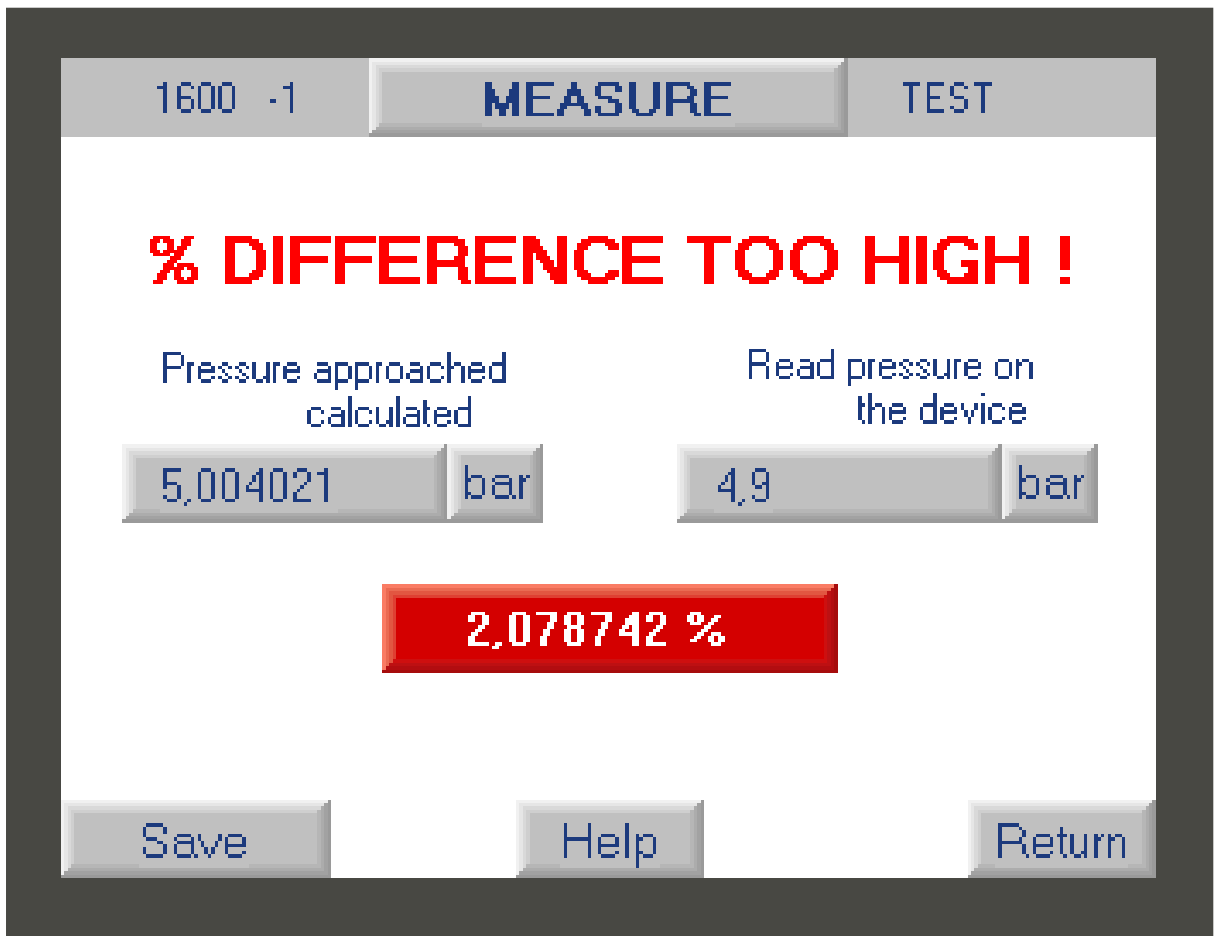 1600 -1 MEASURE TEST
% DIFFERENCE TOO HIGH !
Pressure approached
calculated
Read pressure on
the device
5,004021 bar
4,9 bar
2,078742 %
Save Help Return